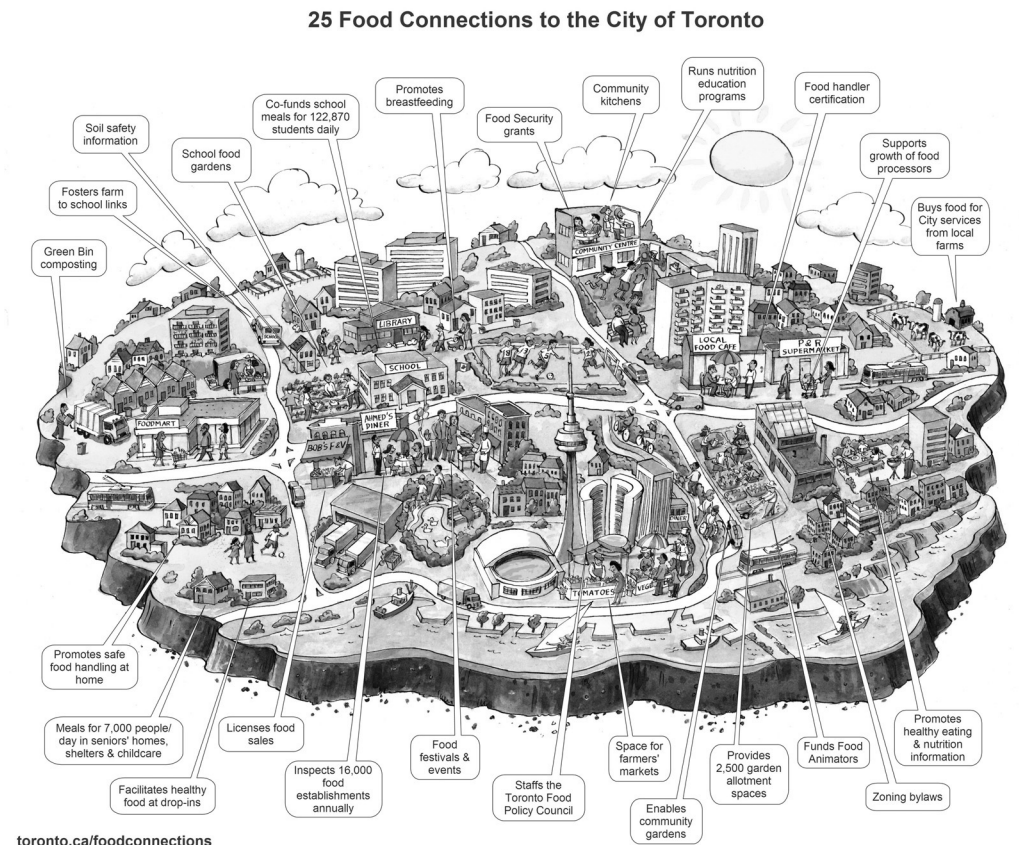 25 Food Connections to the City of Toronto
Promotes
breastfeeding
Co-funds school
meals for 122,870
students daily
Soil safety
information
School food
gardens
Fosters farm
to school links
Green Bin
composting
Food Security
grants
Community
kitchens
Runs nutrition
education
programs
Food handler
certification
Supports
growth of food
processors
Buys food for
City services
from local
farms
COMMUNITY CENTRE
LIBRARY
SCHOOL
LOCAL
FOOD CAFE
P & R
SUPERMARKET
FOODMART
AHMED'S
DINER
TOMATOES
Promotes safe
food handling at
home
Meals for 7,000 people/
day in seniors' homes,
shelters & childcare
Facilitates healthy
food at drop-ins
Licenses food
sales
Inspects 16,000
food
establishments
annually
Food
festivals &
events
Staffs the
Toronto Food
Policy Council
Space for
farmers'
markets
Enables
community
gardens
Provides
2,500 garden
allotment
spaces
Funds Food
Animators
Zoning bylaws
Promotes
healthy eating
& nutrition
information
toronto.ca/foodconnections